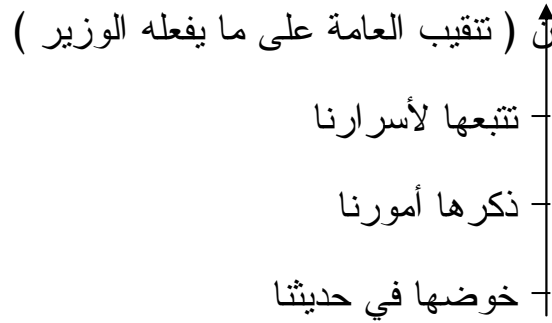 ( تنقيب العامة على ما يفعله الوزير )
تتبعها لأسرارنا
ذكرها أمورنا
خوضها في حديثنا